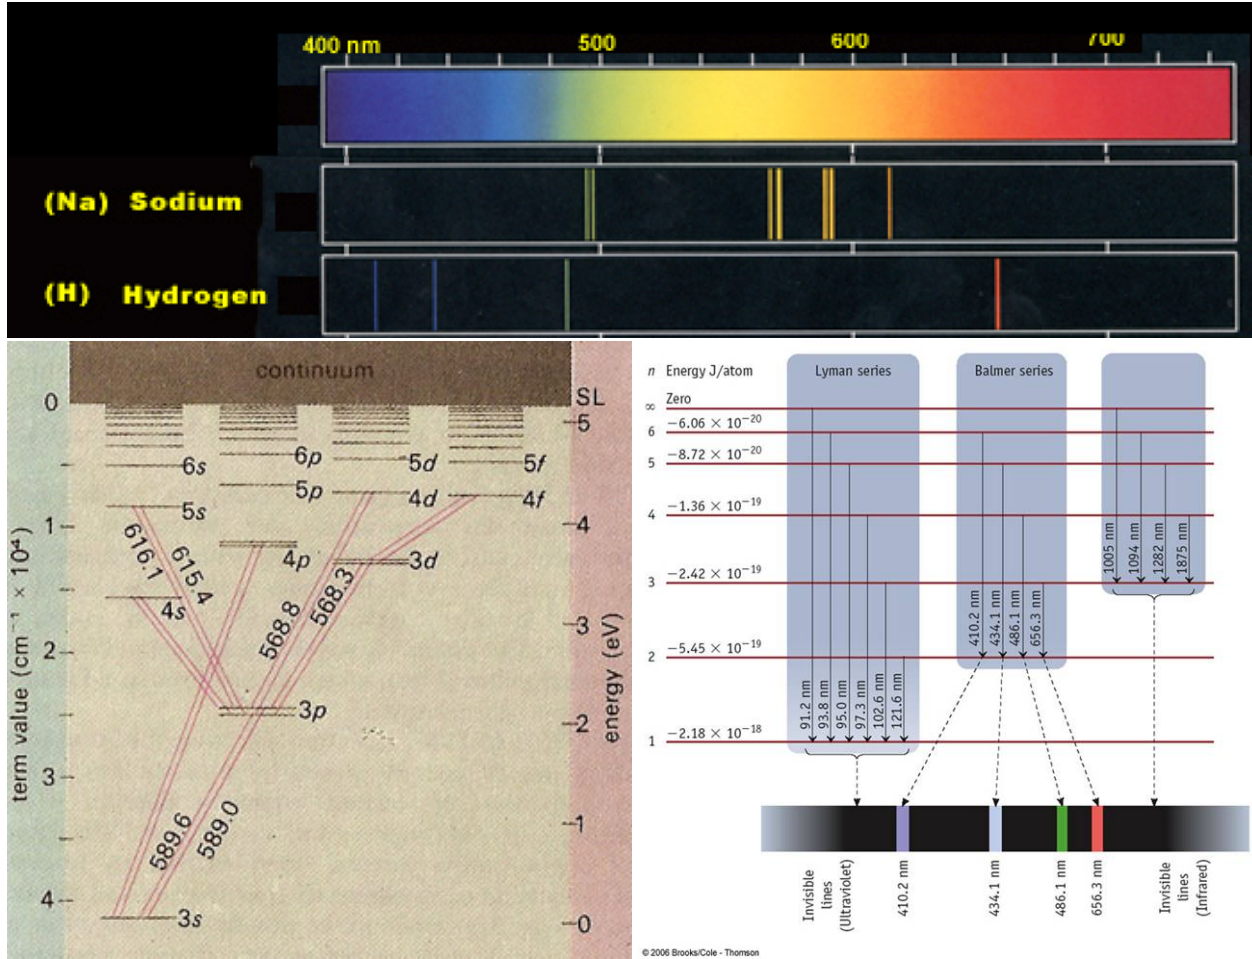 400 nm 500 600 700
(Na) Sodium
(H) Hydrogen
continuum
SL
0
1
2
3
4
term value (cm⁻¹ × 10⁴)
5
4
3
2
1
0
energy (eV)
6s
5s
4s
3s
6p
5p
4p
3p
5d
4d
3d
5f
4f
616.1
615.4
568.8
568.3
589.6
589.0
n Energy J/atom
Lyman series
Balmer series
Zero
∞
6 −6.06 × 10⁻²⁰
5 −8.72 × 10⁻²⁰
4 −1.36 × 10⁻¹⁹
3 −2.42 × 10⁻¹⁹
2 −5.45 × 10⁻¹⁹
1 −2.18 × 10⁻¹⁸
91.2 nm
93.8 nm
95.0 nm
97.3 nm
102.6 nm
121.6 nm
410.2 nm
434.1 nm
486.1 nm
656.3 nm
1005 nm
1094 nm
1282 nm
1875 nm
Invisible
lines
(Ultraviolet)
410.2 nm
434.1 nm
486.1 nm
656.3 nm
Invisible
lines
(Infrared)
© 2006 Brooks/Cole - Thomson